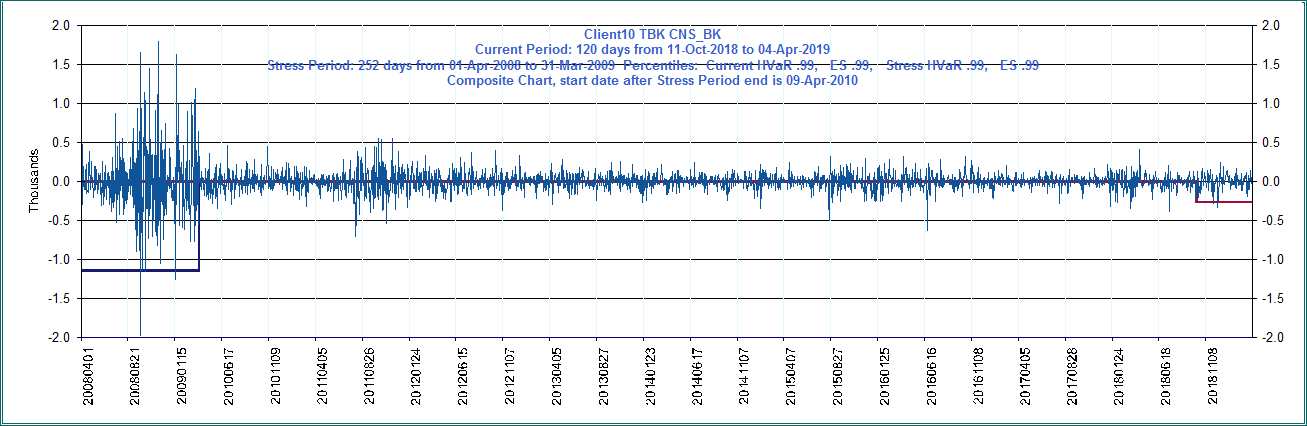 Client10 TBK CNS_BK
Current Period: 120 days from 11-Oct-2018 to 04-Apr-2019
Stress Period: 252 days from 01-Apr-2008 to 31-Mar-2009 Percentiles: Current HVaR .99, ES .99, Stress HVaR .99, ES .99
Composite Chart, start date after Stress Period end is 09-Apr-2010
2.0 2.0
1.5 1.5
1.0 1.0
0.5 0.5
0.0 0.0
-0.5 -0.5
-1.0 -1.0
-1.5 -1.5
-2.0 -2.0
Thousands
20080401 20080821 20090115 20100617 20101109 20110405 20110826 20120124 20120615 20121107 20130405 20130827 20140123 20140617 20141107 20150407 20150827 20160125 20160616 20161108 20170405 20170828 20180124 20180618 20181108